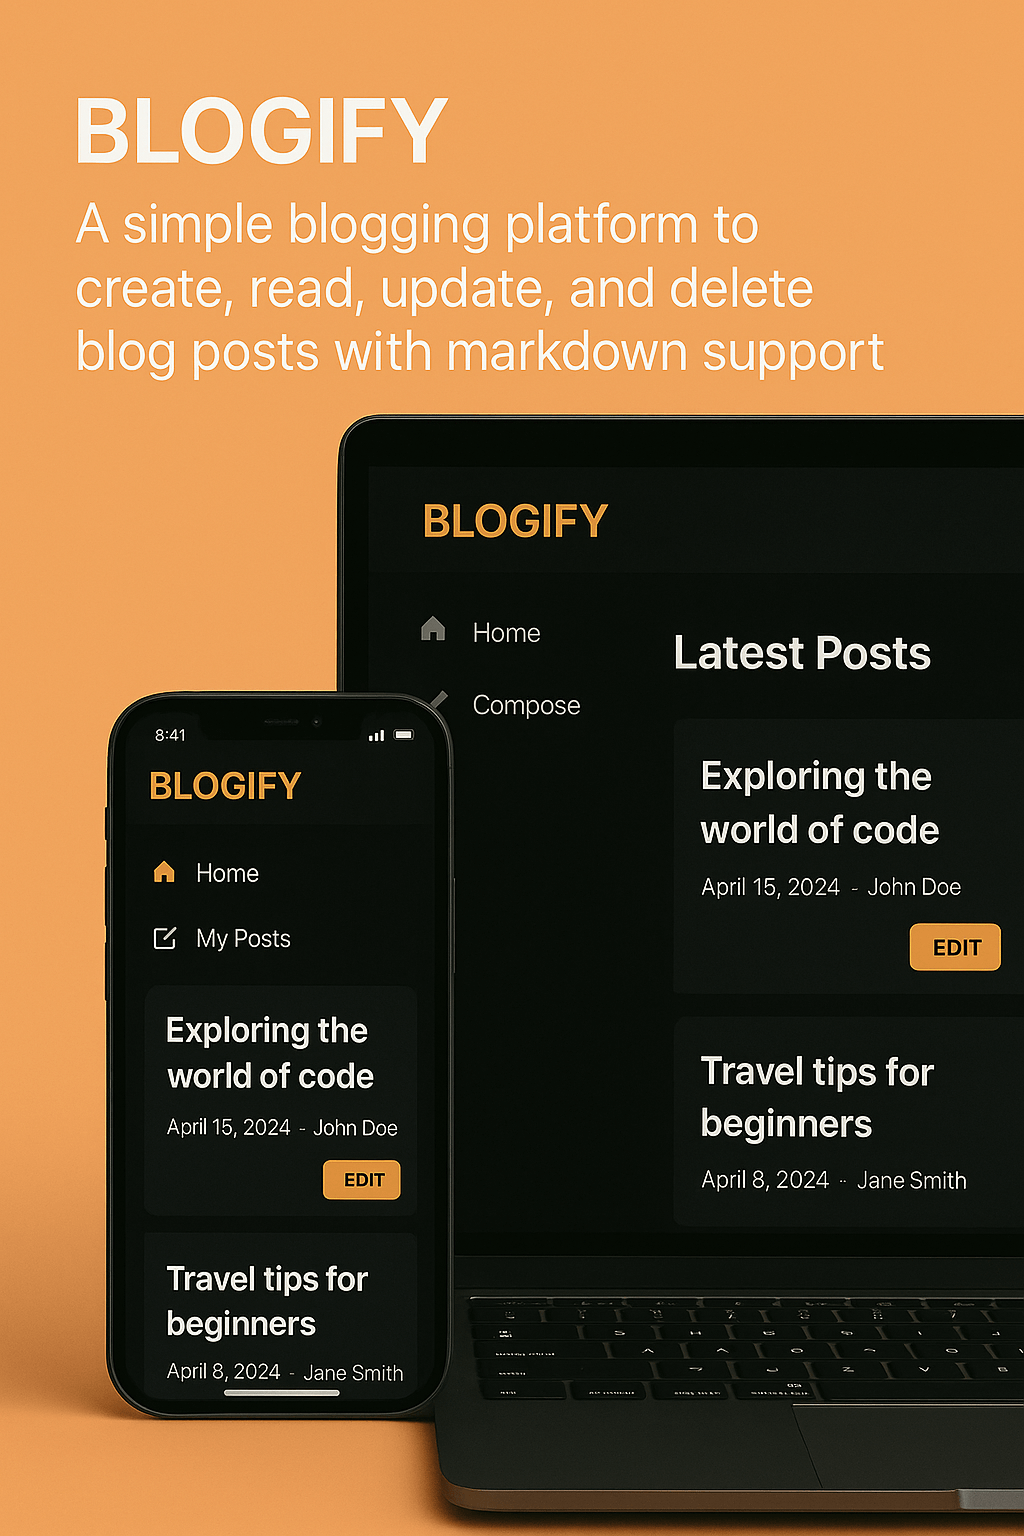 BLOGIFY
A simple blogging platform to
create, read, update, and delete
blog posts with markdown support
BLOGIFY
Home
Compose
Latest Posts
Exploring the
world of code
April 15, 2024 - John Doe
EDIT
Travel tips for
beginners
April 8, 2024 -- Jane Smith
8:41
BLOGIFY
Home
My Posts
Exploring the
world of code
April 15, 2024 - John Doe
EDIT
Travel tips for
beginners
April 8, 2024 - Jane Smith